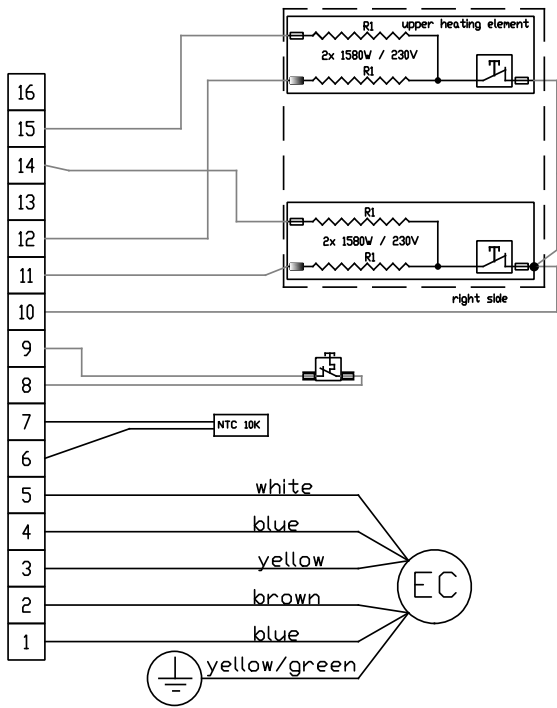 upper heating element
R1
2x 1580W / 230V
R1
R1
2x 1580W / 230V
R1
right side
16
15
14
13
12
11
10
9
8
7
6
5
4
3
2
1
NTC 10K
white
blue
yellow
brown
blue
yellow/green
EC